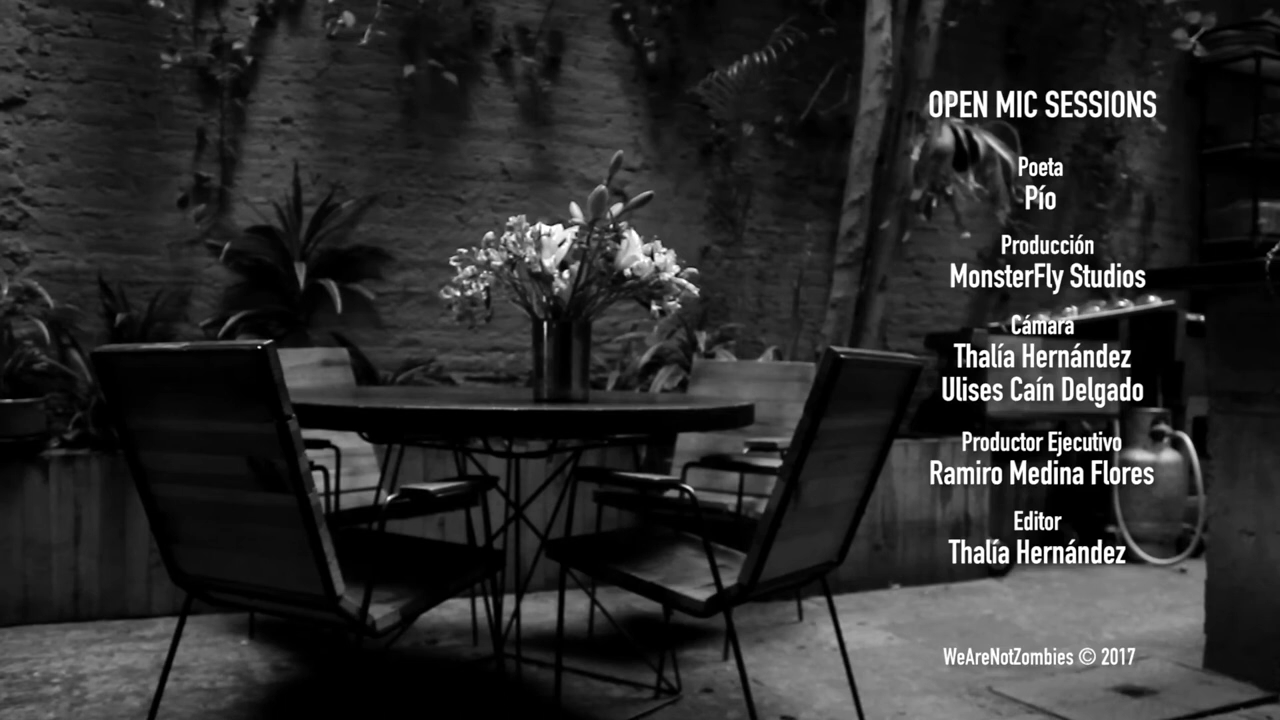 OPEN MIC SESSIONS
Poeta
Pío
Producción
MonsterFly Studios
Cámara
Thalía Hernández
Ulises Caín Delgado
Productor Ejecutivo
Ramiro Medina Flores
Editor
Thalía Hernández
WeAreNotZombies © 2017